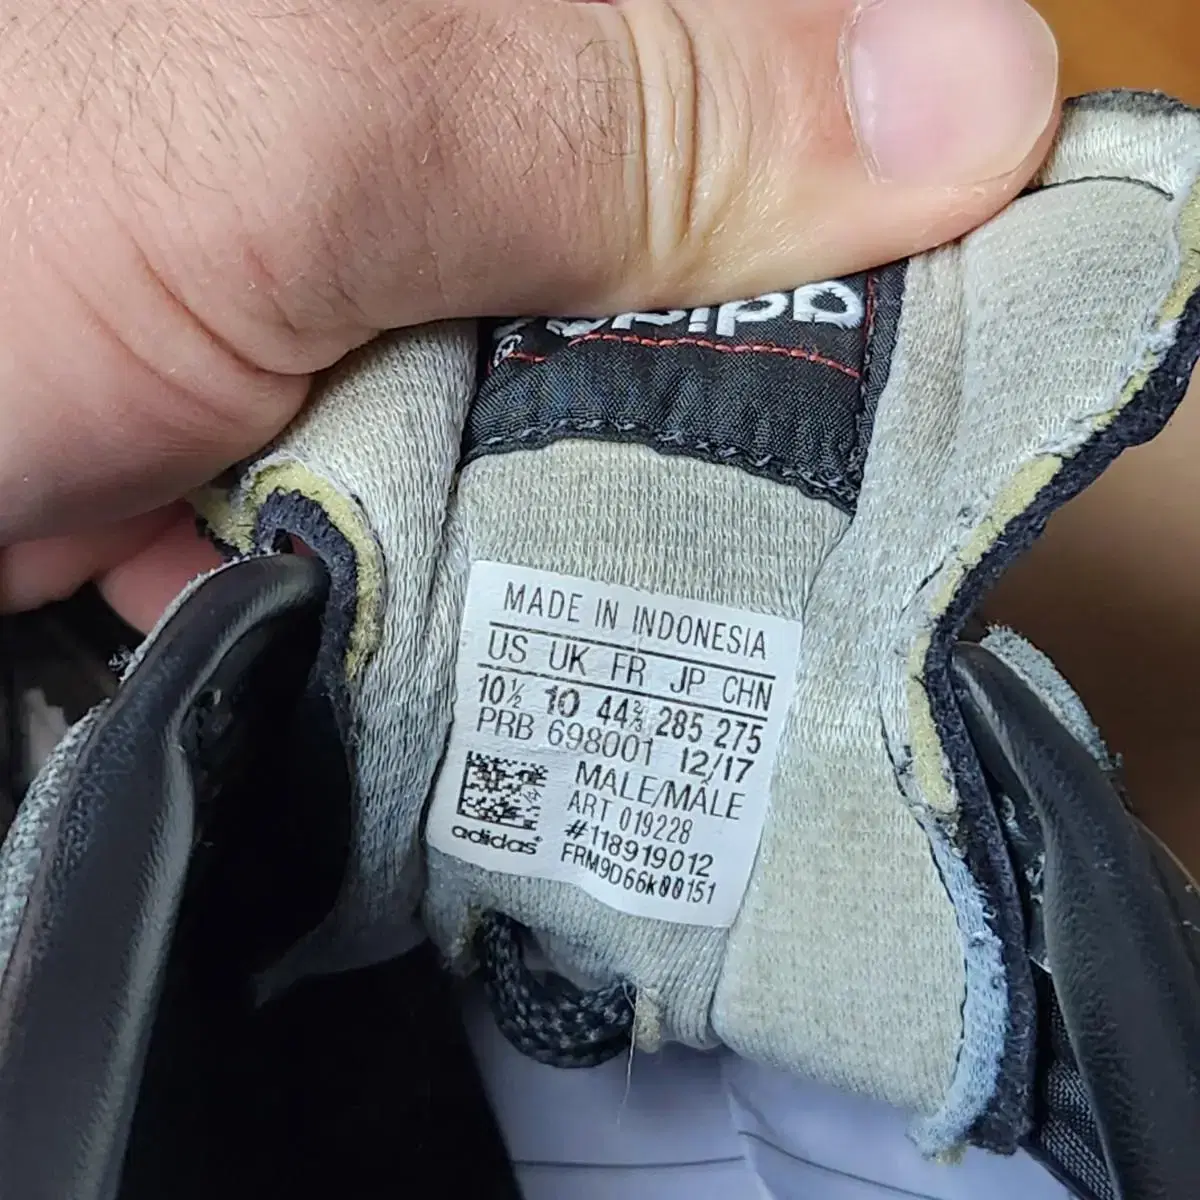 adidas
MADE IN INDONESIA
US UK FR JP CHN
10½ 10 44⅔ 285 275
PRB 698001 12/17
MALE/MÂLE
ART 019228
#118919012
adidas
FRM9D66k00151